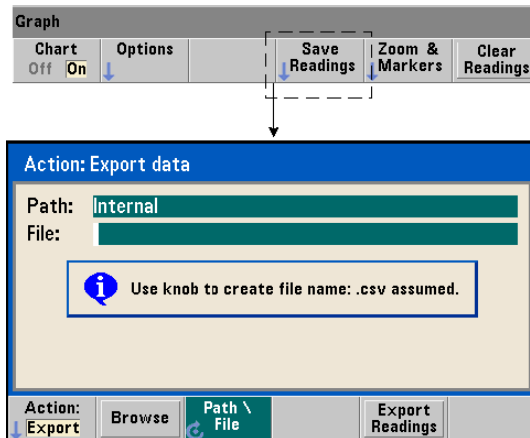 Graph
Chart
Off On
Options
Save
Readings
Zoom &
Markers
Clear
Readings
Action: Export data
Path: Internal
File:
Use knob to create file name: .csv assumed.
Action:
Export
Browse
Path \
File
Export
Readings